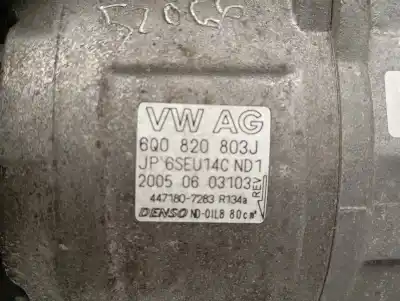 52066
VW AG
6Q0 820 803J
JP 6SEU14C ND1
2005 06 03103
REV
447180-7283 R134a
DENSO ND-OIL8 80cm³